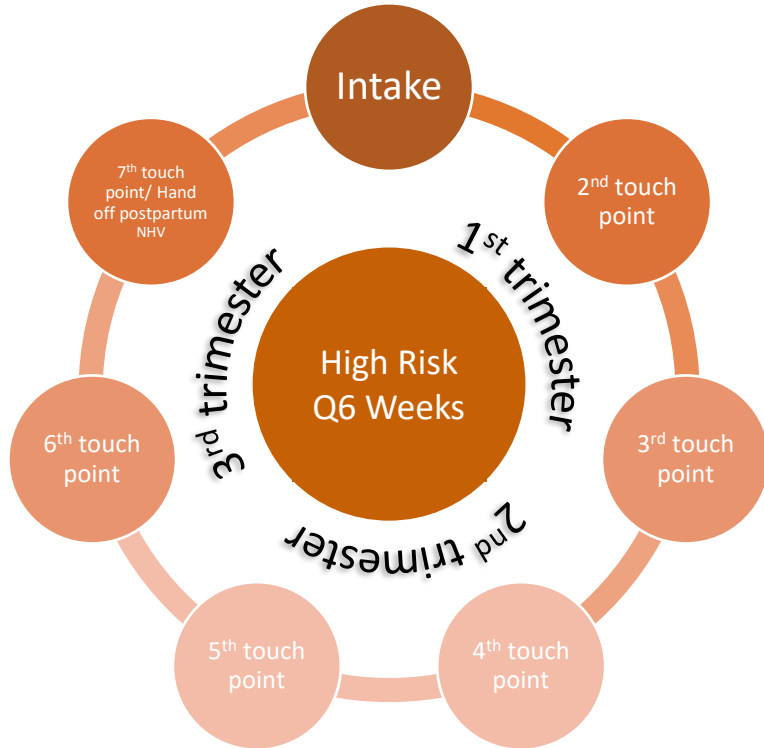 Intake
2nd touch
point
3rd touch
point
4th touch
point
5th touch
point
6th touch
point
7th touch
point/ Hand
off postpartum
NHV
1st trimester
2nd trimester
3rd trimester
High Risk
Q6 Weeks